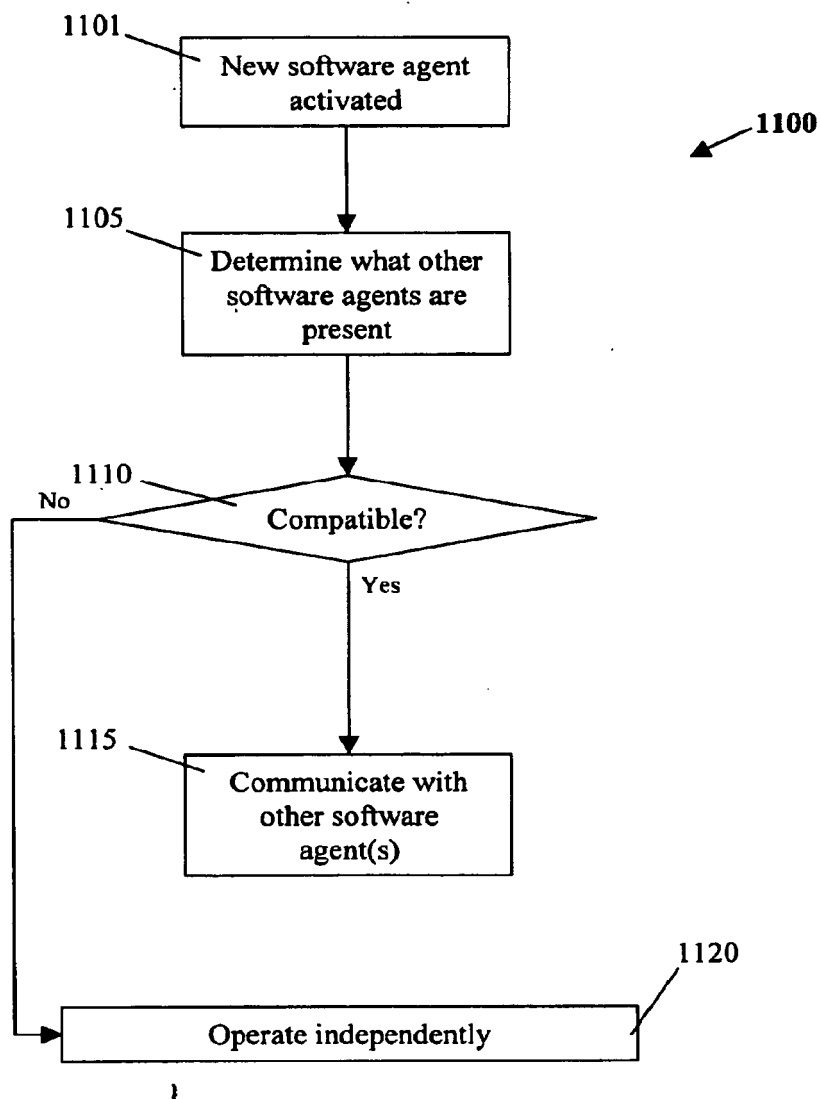 1101
New software agent
activated
1100
1105
Determine what other
software agents are
present
1110
No
Compatible?
Yes
1115
Communicate with
other software
agent(s)
1120
Operate independently